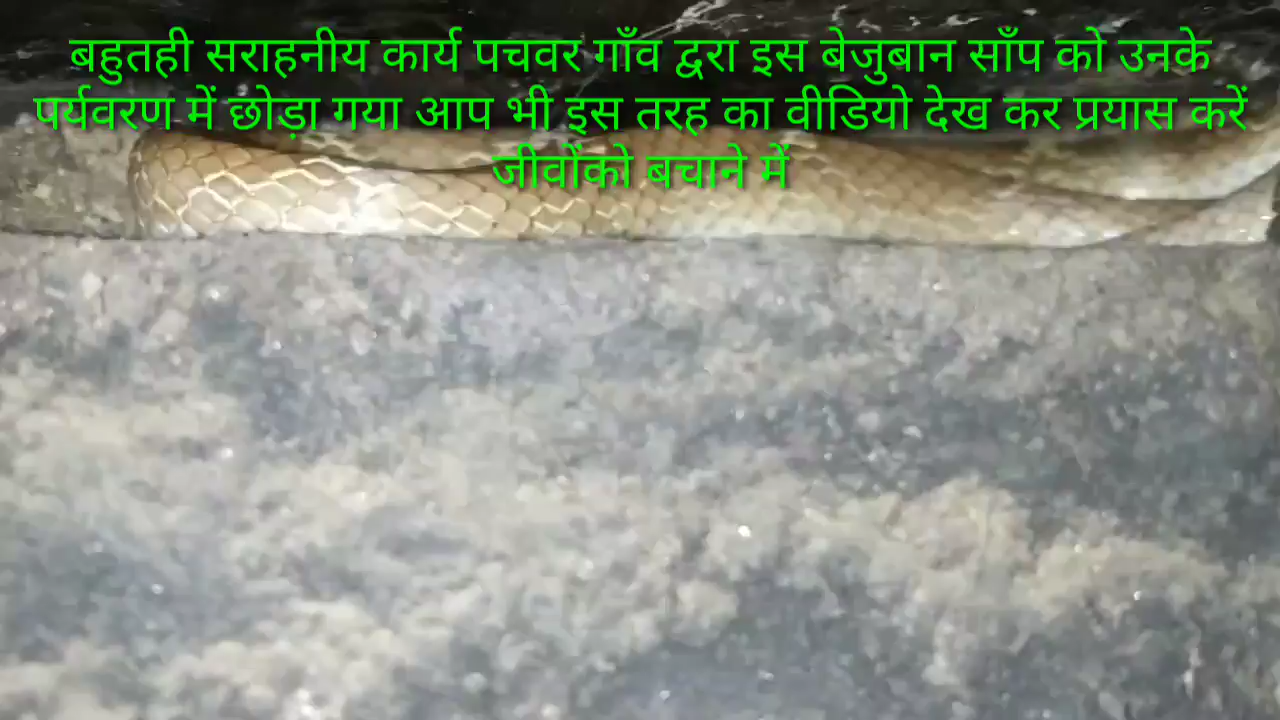 बहुतही सराहनीय कार्य पचवर गाँव द्वरा इस बेजुबान साँप को उनके
पर्यवरण में छोड़ा गया आप भी इस तरह का वीडियो देख कर प्रयास करें
जीवोंको बचाने में